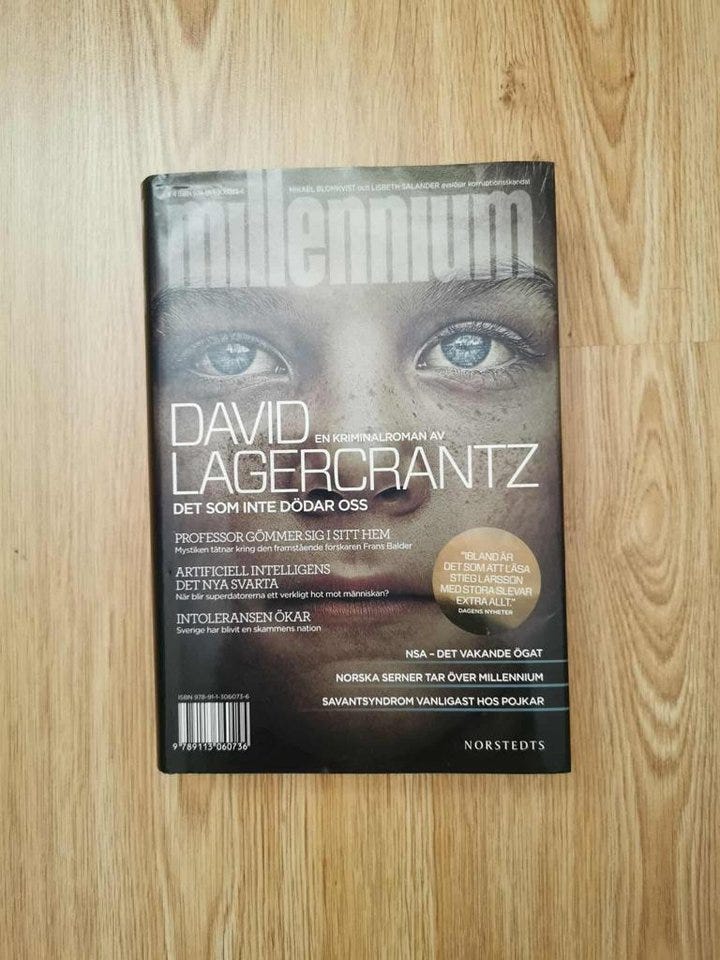 MIKAEL BLOMKVIST OCH LISBETH SALANDER avslöjar korruptionsskandal
millennium
DAVID
EN KRIMINALROMAN AV
LAGERCRANTZ
DET SOM INTE DÖDAR OSS
PROFESSOR GÖMMER SIG I SITT HEM
Mystiken tätnar kring den framstående forskaren Frans Balder
ARTIFICIELL INTELLIGENS
DET NYA SVARTA
När blir superdatorerna ett verkligt hot mot människan?
INTOLERANSEN ÖKAR
Sverige har blivit en skammens nation
"IBLAND ÄR
DET SOM ATT LÄSA
STIEG LARSSON
MED STORA SLEVAR
EXTRA ALLT."
DAGENS NYHETER
NSA – DET VAKANDE ÖGAT
NORSKA SERNER TAR ÖVER MILLENNIUM
SAVANTSYNDROM VANLIGAST HOS POJKAR
ISBN 978-91-1-306073-6
9 789113 060736
NORSTEDTS